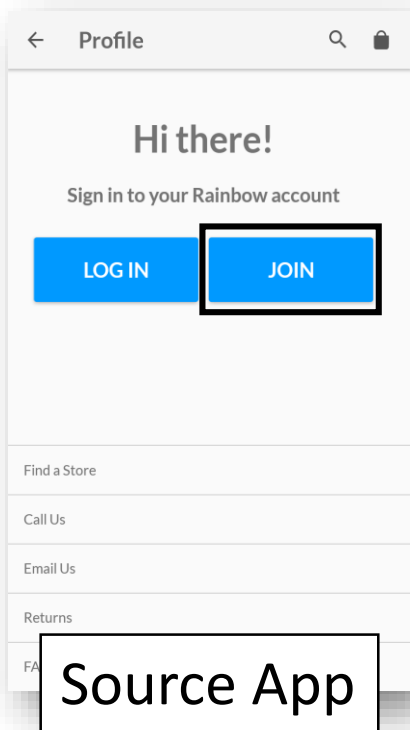 Profile
Hi there!
Sign in to your Rainbow account
LOG IN JOIN
Find a Store
Call Us
Email Us
Returns
FA
Source App